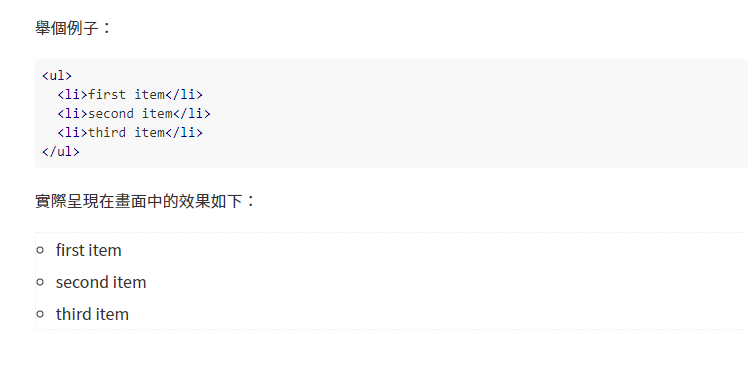 舉個例子：
<ul>
  <li>first item</li>
  <li>second item</li>
  <li>third item</li>
</ul>
實際呈現在畫面中的效果如下：
first item
second item
third item